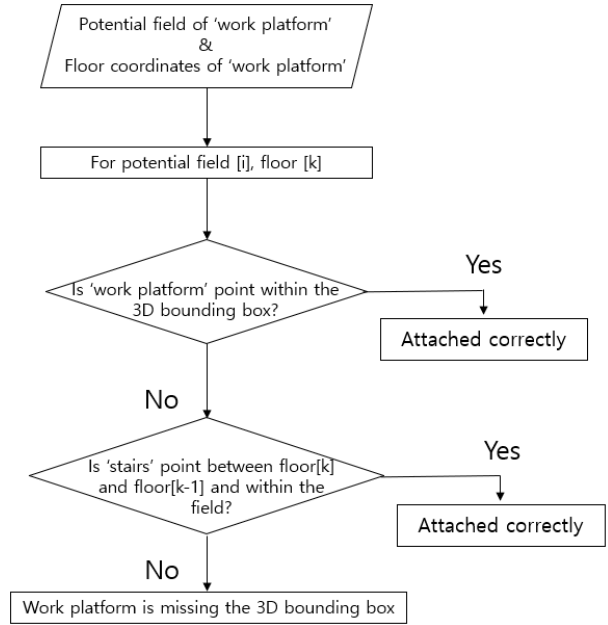 Potential field of ‘work platform’
&
Floor coordinates of ‘work platform’
For potential field [i], floor [k]
Is ‘work platform’ point within the
3D bounding box?
Yes
Attached correctly
No
Is ‘stairs’ point between floor[k]
and floor[k-1] and within the
field?
Yes
Attached correctly
No
Work platform is missing the 3D bounding box